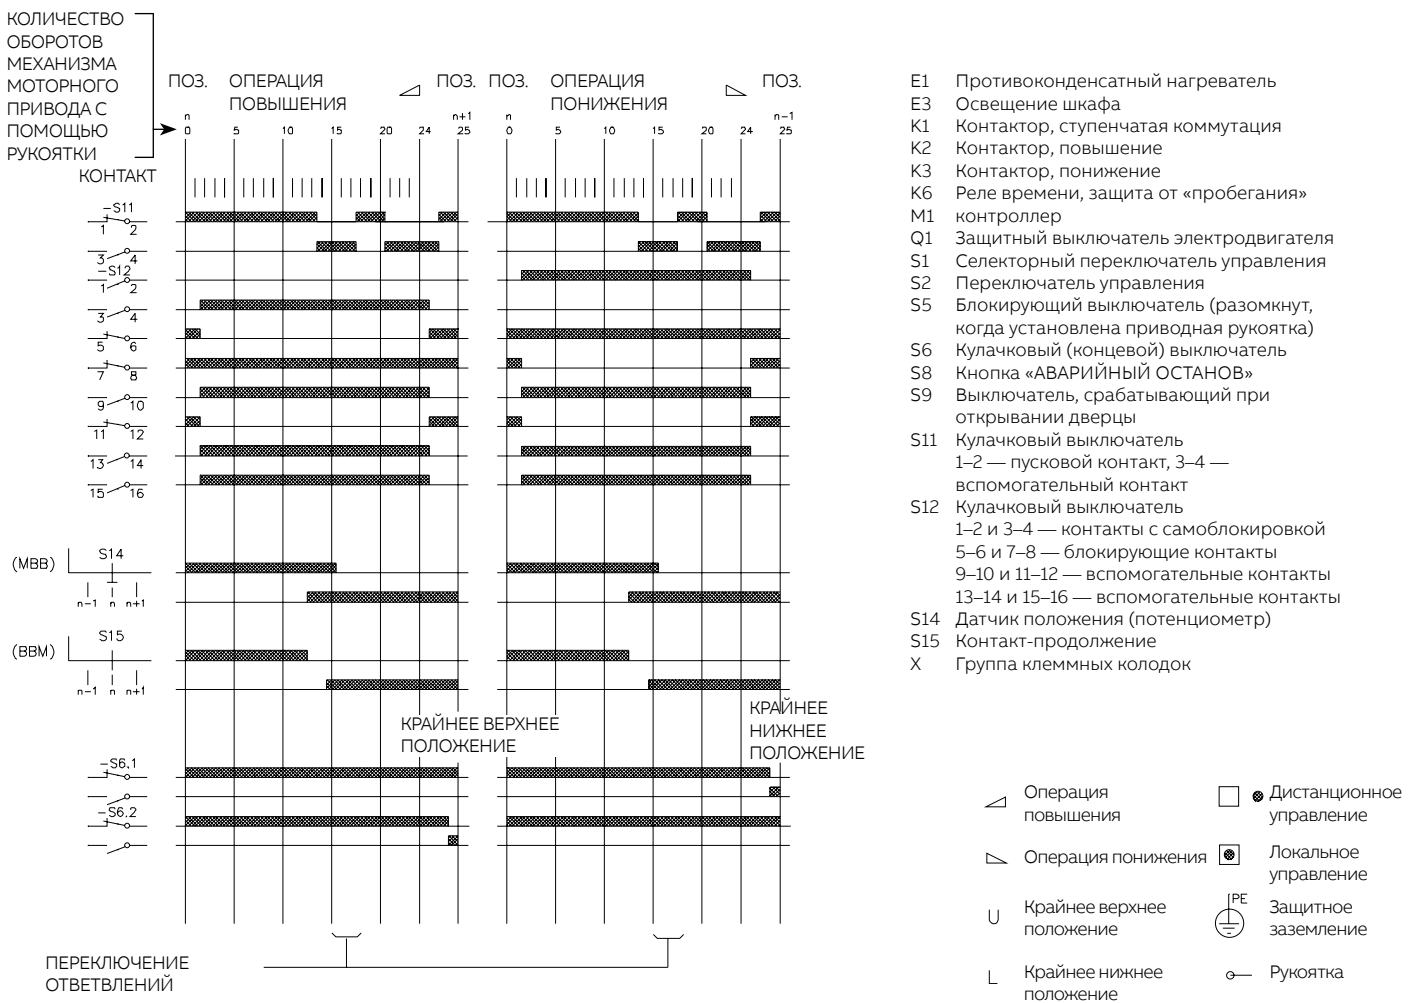 КОЛИЧЕСТВО
ОБОРОТОВ
МЕХАНИЗМА
МОТОРНОГО
ПРИВОДА С
ПОМОЩЬЮ
РУКОЯТКИ
КОНТАКТ
ПОЗ. ОПЕРАЦИЯ ПОЗ.
ПОВЫШЕНИЯ
n n+1
0 5 10 15 20 24 25
ПОЗ. ОПЕРАЦИЯ ПОЗ.
ПОНИЖЕНИЯ
n n-1
0 5 10 15 20 24 25
-S11
1 2
3 4
-S12
1 2
3 4
5 6
7 8
9 10
11 12
13 14
15 16
(MBB) S14
n-1 n n+1
(BBM) S15
n-1 n n+1
КРАЙНЕЕ ВЕРХНЕЕ
ПОЛОЖЕНИЕ
КРАЙНЕЕ
НИЖНЕЕ
ПОЛОЖЕНИЕ
-S6.1
-S6.2
ПЕРЕКЛЮЧЕНИЕ
ОТВЕТВЛЕНИЙ
E1 Противоконденсатный нагреватель
E3 Освещение шкафа
K1 Контактор, ступенчатая коммутация
K2 Контактор, повышение
K3 Контактор, понижение
K6 Реле времени, защита от «пробегания»
M1 контроллер
Q1 Защитный выключатель электродвигателя
S1 Селекторный переключатель управления
S2 Переключатель управления
S5 Блокирующий выключатель (разомкнут,
когда установлена приводная рукоятка)
S6 Кулачковый (концевой) выключатель
S8 Кнопка «АВАРИЙНЫЙ ОСТАНОВ»
S9 Выключатель, срабатывающий при
открывании дверцы
S11 Кулачковый выключатель
1–2 — пусковой контакт, 3–4 —
вспомогательный контакт
S12 Кулачковый выключатель
1–2 и 3–4 — контакты с самоблокировкой
5–6 и 7–8 — блокирующие контакты
9–10 и 11–12 — вспомогательные контакты
13–14 и 15–16 — вспомогательные контакты
S14 Датчик положения (потенциометр)
S15 Контакт-продолжение
X Группа клеммных колодок
Операция
повышения
Операция понижения
U Крайнее верхнее
положение
L Крайнее нижнее
положение
Дистанционое
управление
Локальное
управление
PE Защитное
заземление
Рукоятка